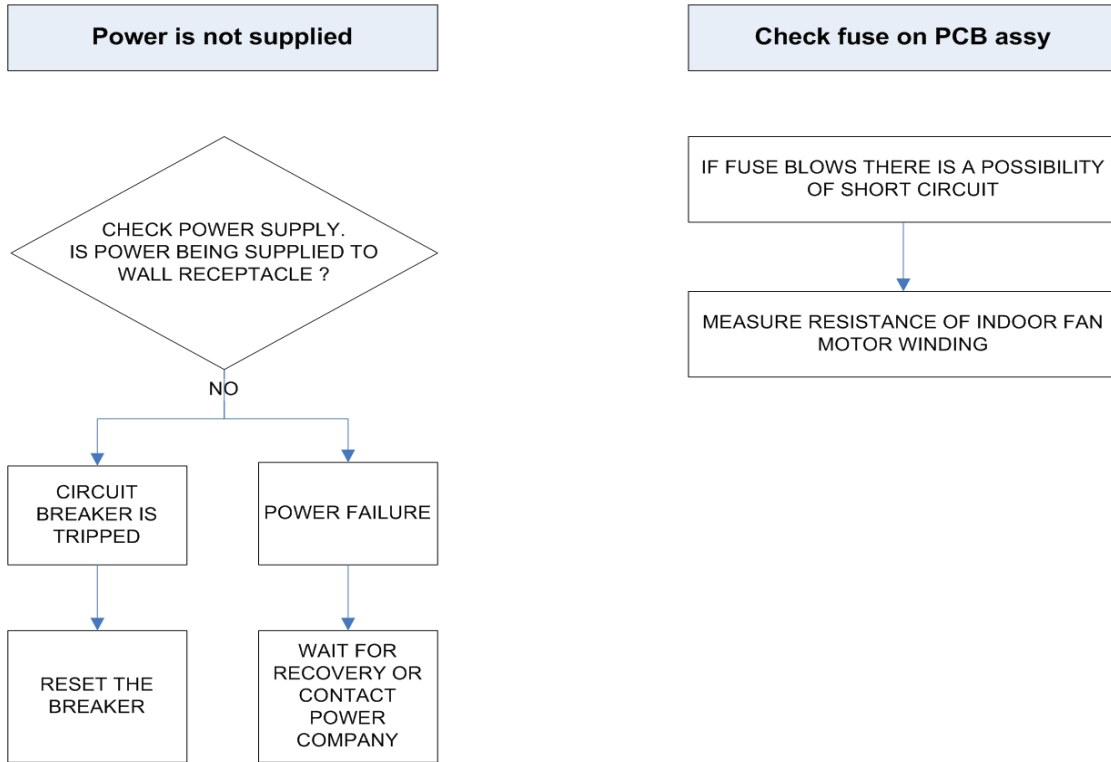 Power is not supplied
CHECK POWER SUPPLY.
IS POWER BEING SUPPLIED TO
WALL RECEPTACLE ?
NO
CIRCUIT
BREAKER IS
TRIPPED
POWER FAILURE
RESET THE
BREAKER
WAIT FOR
RECOVERY OR
CONTACT
POWER
COMPANY
Check fuse on PCB assy
IF FUSE BLOWS THERE IS A POSSIBILITY
OF SHORT CIRCUIT
MEASURE RESISTANCE OF INDOOR FAN
MOTOR WINDING